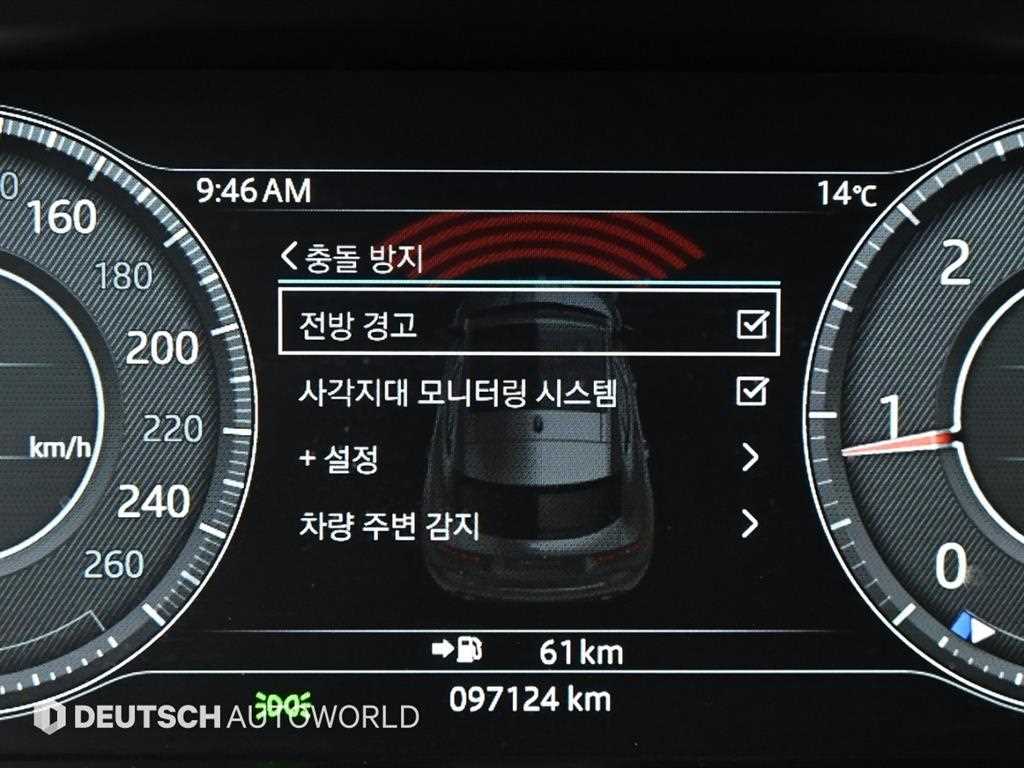 9:46 AM
14℃
충돌 방지
전방 경고
사각지대 모니터링 시스템
+ 설정
차량 주변 감지
61 km
097124 km
0
160
180
200
220
240
260
km/h
2
1
0
DEUTSCH AUTOWORLD